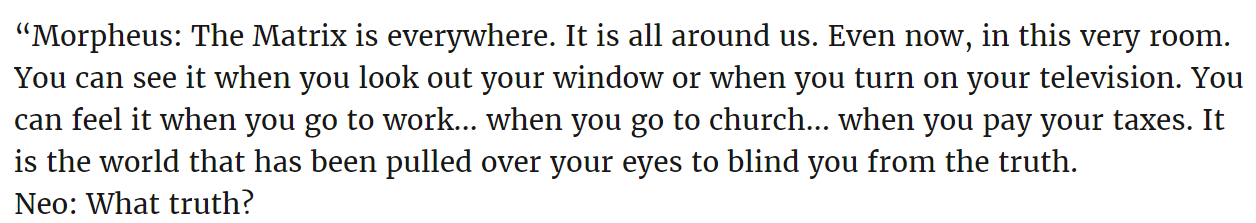 “Morpheus: The Matrix is everywhere. It is all around us. Even now, in this very room.
You can see it when you look out your window or when you turn on your television. You
can feel it when you go to work... when you go to church... when you pay your taxes. It
is the world that has been pulled over your eyes to blind you from the truth.
Neo: What truth?